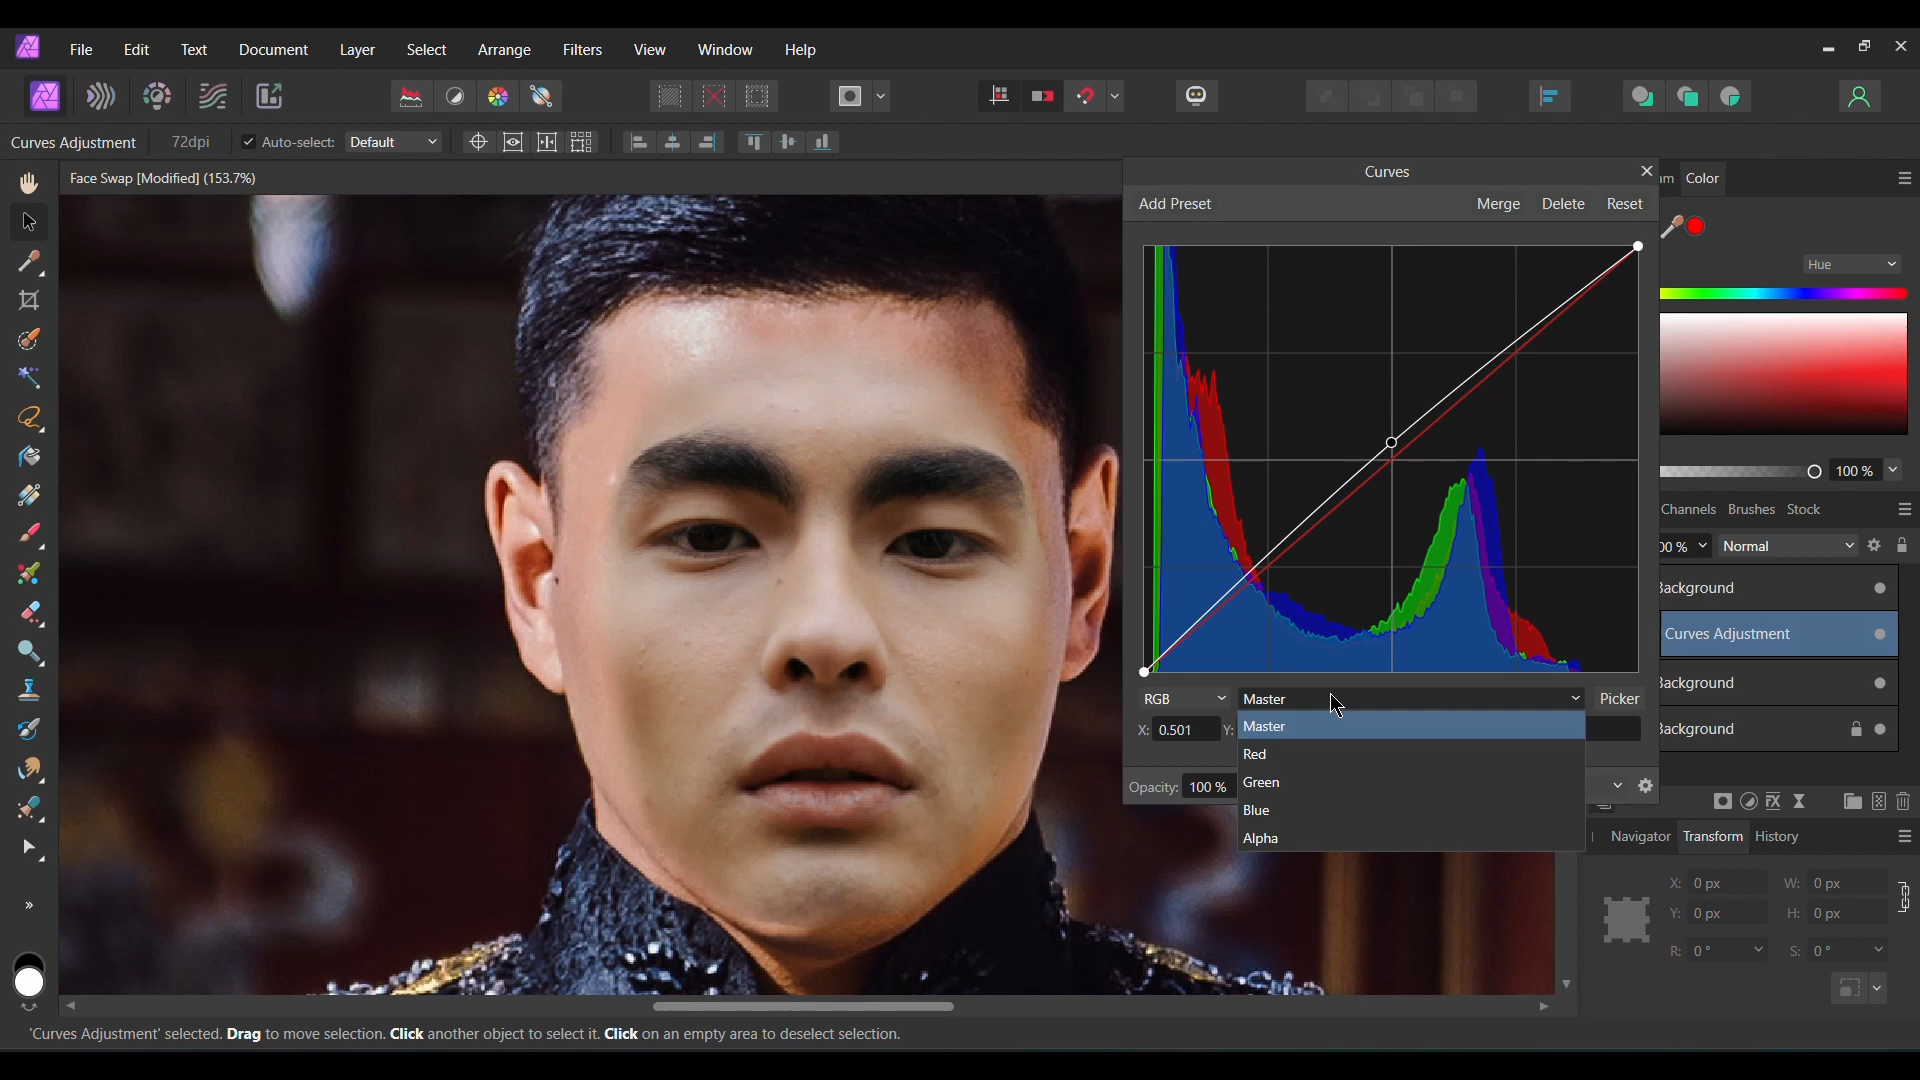 File Edit Text Document Layer Select Arrange Filters View Window Help
Curves Adjustment 72dpi Auto-select: Default
Face Swap [Modified] (153.7%)
Curves
Add Preset Merge Delete Reset
Color
Hue
100 %
Channels Brushes Stock
Normal
Background
Curves Adjustment
Background
Background
RGB Master Picker
X: 0.501 Y:
Master
Red
Green
Blue
Alpha
Opacity: 100 %
Navigator Transform History
X: 0 px W: 0 px
Y: 0 px H: 0 px
R: 0 ° S: 0 °
'Curves Adjustment' selected. Drag to move selection. Click another object to select it. Click on an empty area to deselect selection.